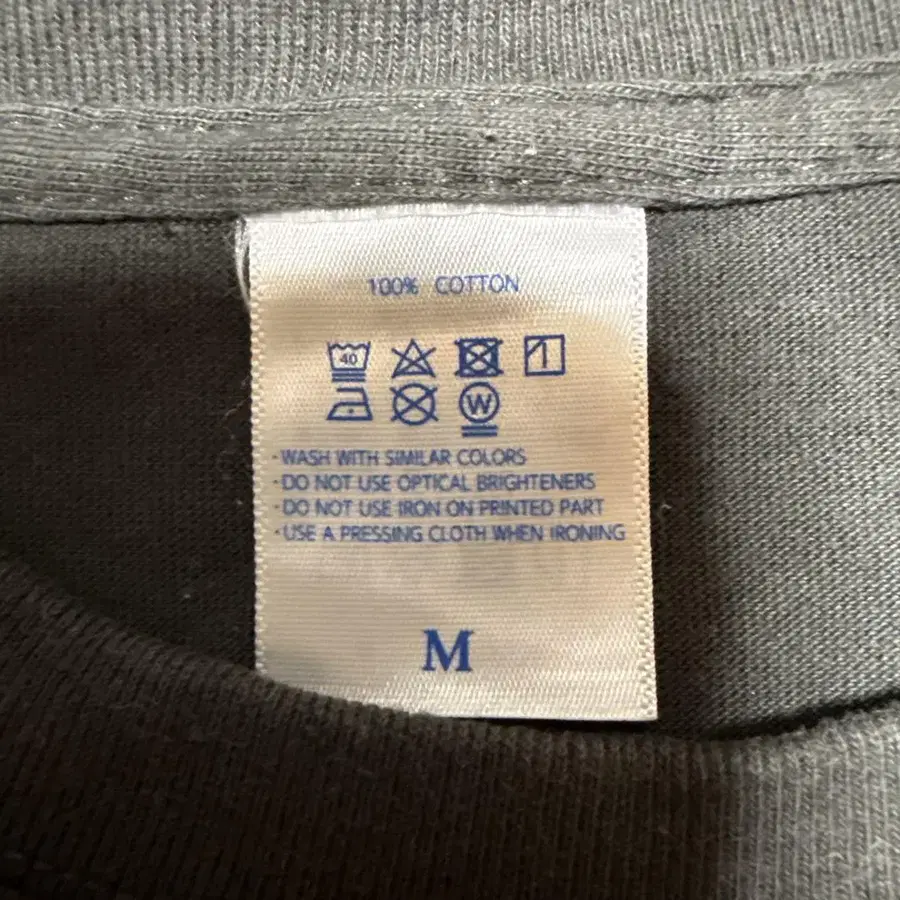 100% COTTON
40
W
·WASH WITH SIMILAR COLORS
·DO NOT USE OPTICAL BRIGHTENERS
·DO NOT USE IRON ON PRINTED PART
·USE A PRESSING CLOTH WHEN IRONING
M